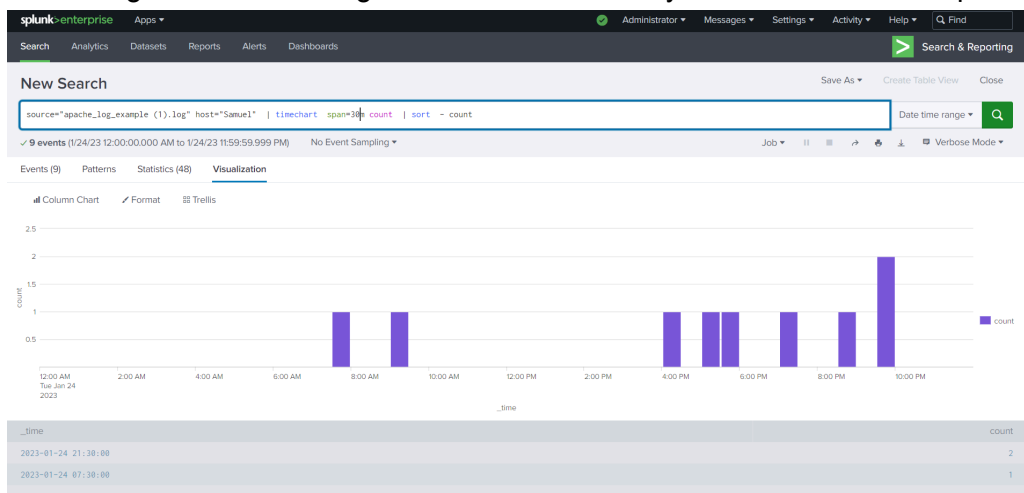 splunk>enterprise Apps ▾ Administrator ▾ Messages ▾ Settings ▾ Activity ▾ Help ▾ Find
Search Analytics Datasets Reports Alerts Dashboards Search & Reporting
New Search Save As ▾ Create Table View Close
source="apache_log_example (1).log" host="Samuel" | timechart span=30m count | sort - count Date time range ▾
✓ 9 events (1/24/23 12:00:00.000 AM to 1/24/23 11:59:59.999 PM) No Event Sampling ▾ Job ▾ Verbose Mode ▾
Events (9) Patterns Statistics (48) Visualization
Column Chart Format Trellis
2.5
2
1.5
1
0.5
count
count
12:00 AM 2:00 AM 4:00 AM 6:00 AM 8:00 AM 10:00 AM 12:00 PM 2:00 PM 4:00 PM 6:00 PM 8:00 PM 10:00 PM
Tue Jan 24
2023
_time
_time count
2023-01-24 21:30:00 2
2023-01-24 07:30:00 1